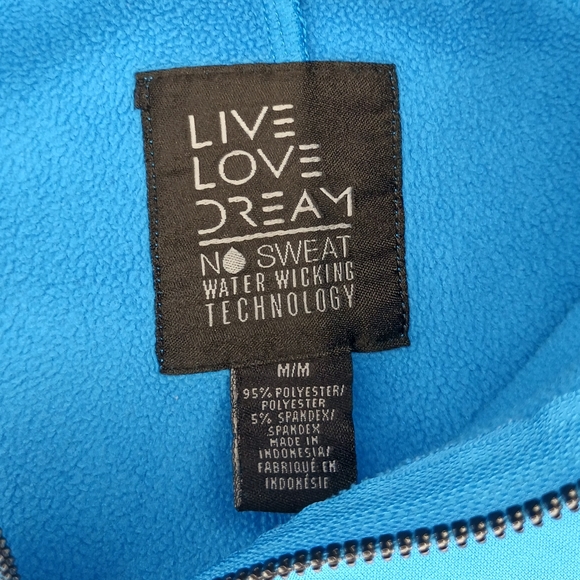 LIVE
LOVE
DREAM
NO SWEAT
WATER WICKING
TECHNOLOGY
M/M
95% POLYESTER/
POLYESTER
5% SPANDEX/
SPANDEX
MADE IN
INDONESIA/
FABRIQUÉ EN
INDONÉSIE